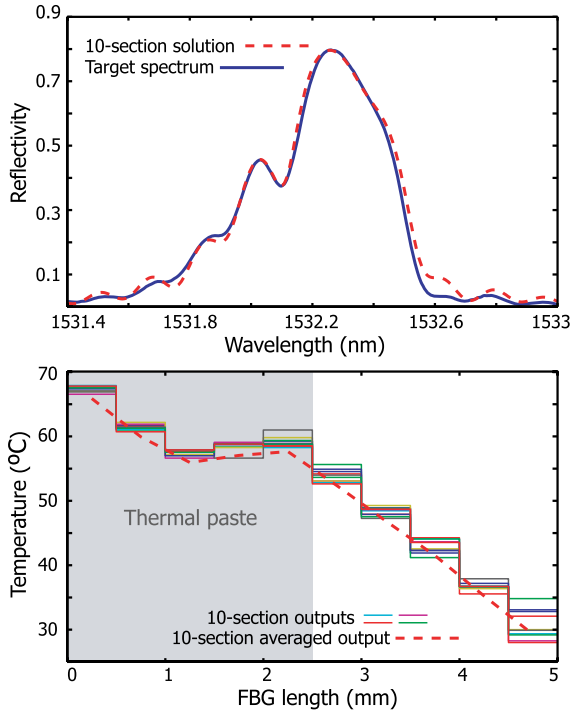 0.9
0.7
0.5
0.3
0.1
Reflectivity
10-section solution
Target spectrum
1531.4
1531.8
1532.2
1532.6
1533
Wavelength (nm)
70
60
50
40
30
Temperature (ºC)
Thermal paste
10-section outputs
10-section averaged output
0
1
2
3
4
5
FBG length (mm)